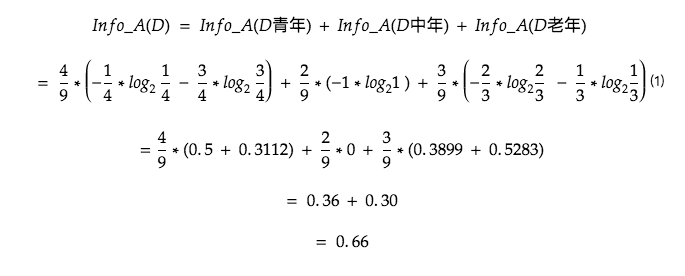 Info_A(D) = Info_A(D青年) + Info_A(D中年) + Info_A(D老年)
= 4/9 * (−1/4 * log₂ 1/4 − 3/4 * log₂ 3/4) + 2/9 * (−1 * log₂1 ) + 3/9 * (−2/3 * log₂ 2/3 − 1/3 * log₂ 1/3) (1)
= 4/9 * (0.5 + 0.3112) + 2/9 * 0 + 3/9 * (0.3899 + 0.5283)
= 0.36 + 0.30
= 0.66